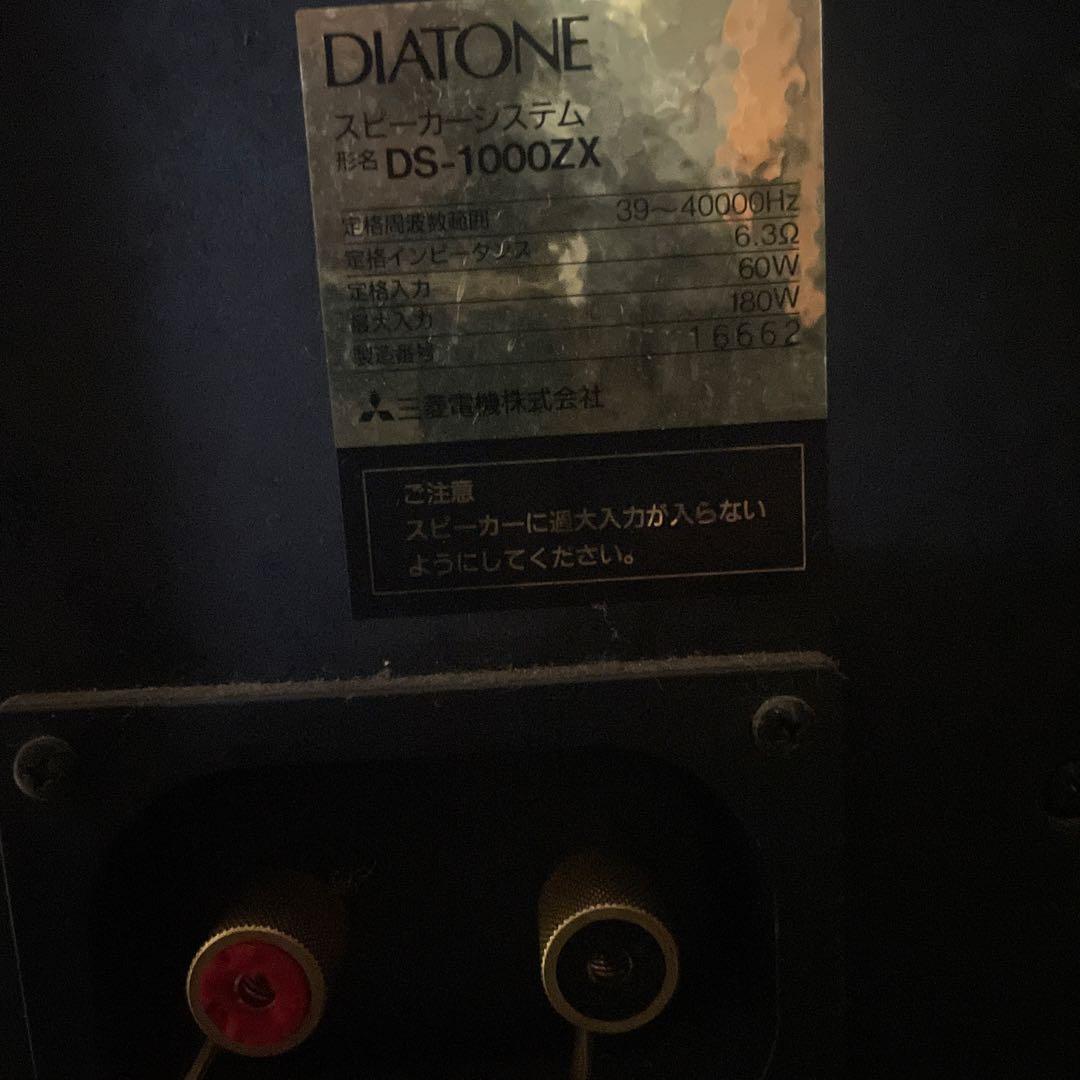 DIATONE
スピーカーシステム
形名 DS-1000ZX
定格周波数範囲 39〜40000Hz
定格インピーダンス 6.3Ω
定格入力 60W
最大入力 180W
製造番号 16662
三菱電機株式会社
ご注意
スピーカーに過大入力が入らない
ようにしてください。